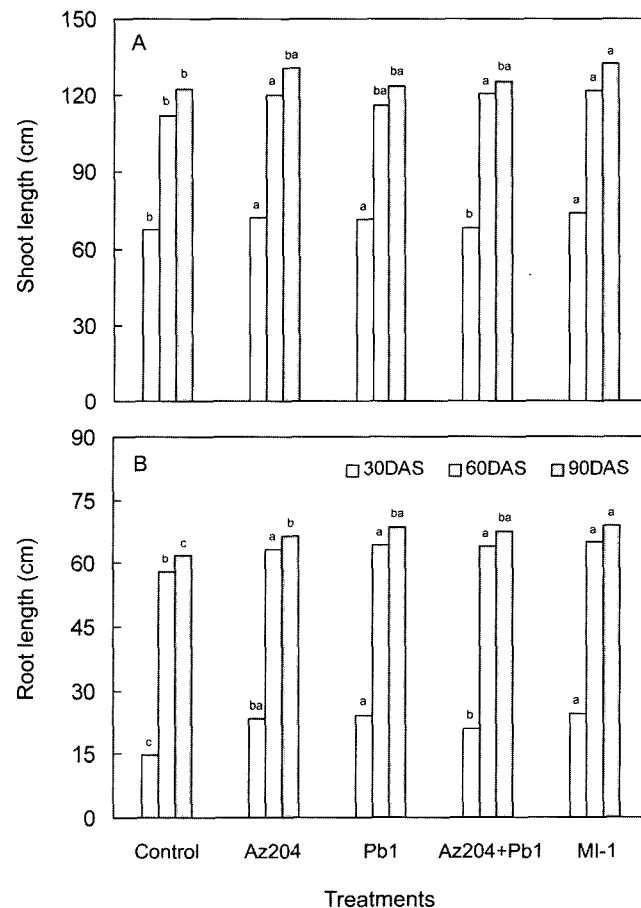 150
A
b
b
b
a
a
ba
a
ba
ba
b
a
ba
a
a
a
120
90
60
30
0
Shoot length (cm)
90
B
30DAS
60DAS
90DAS
c
b
c
ba
a
b
a
a
ba
b
a
ba
a
a
a
75
60
45
30
15
0
Root length (cm)
Control
Az204
Pb1
Az204+Pb1
MI-1
Treatments